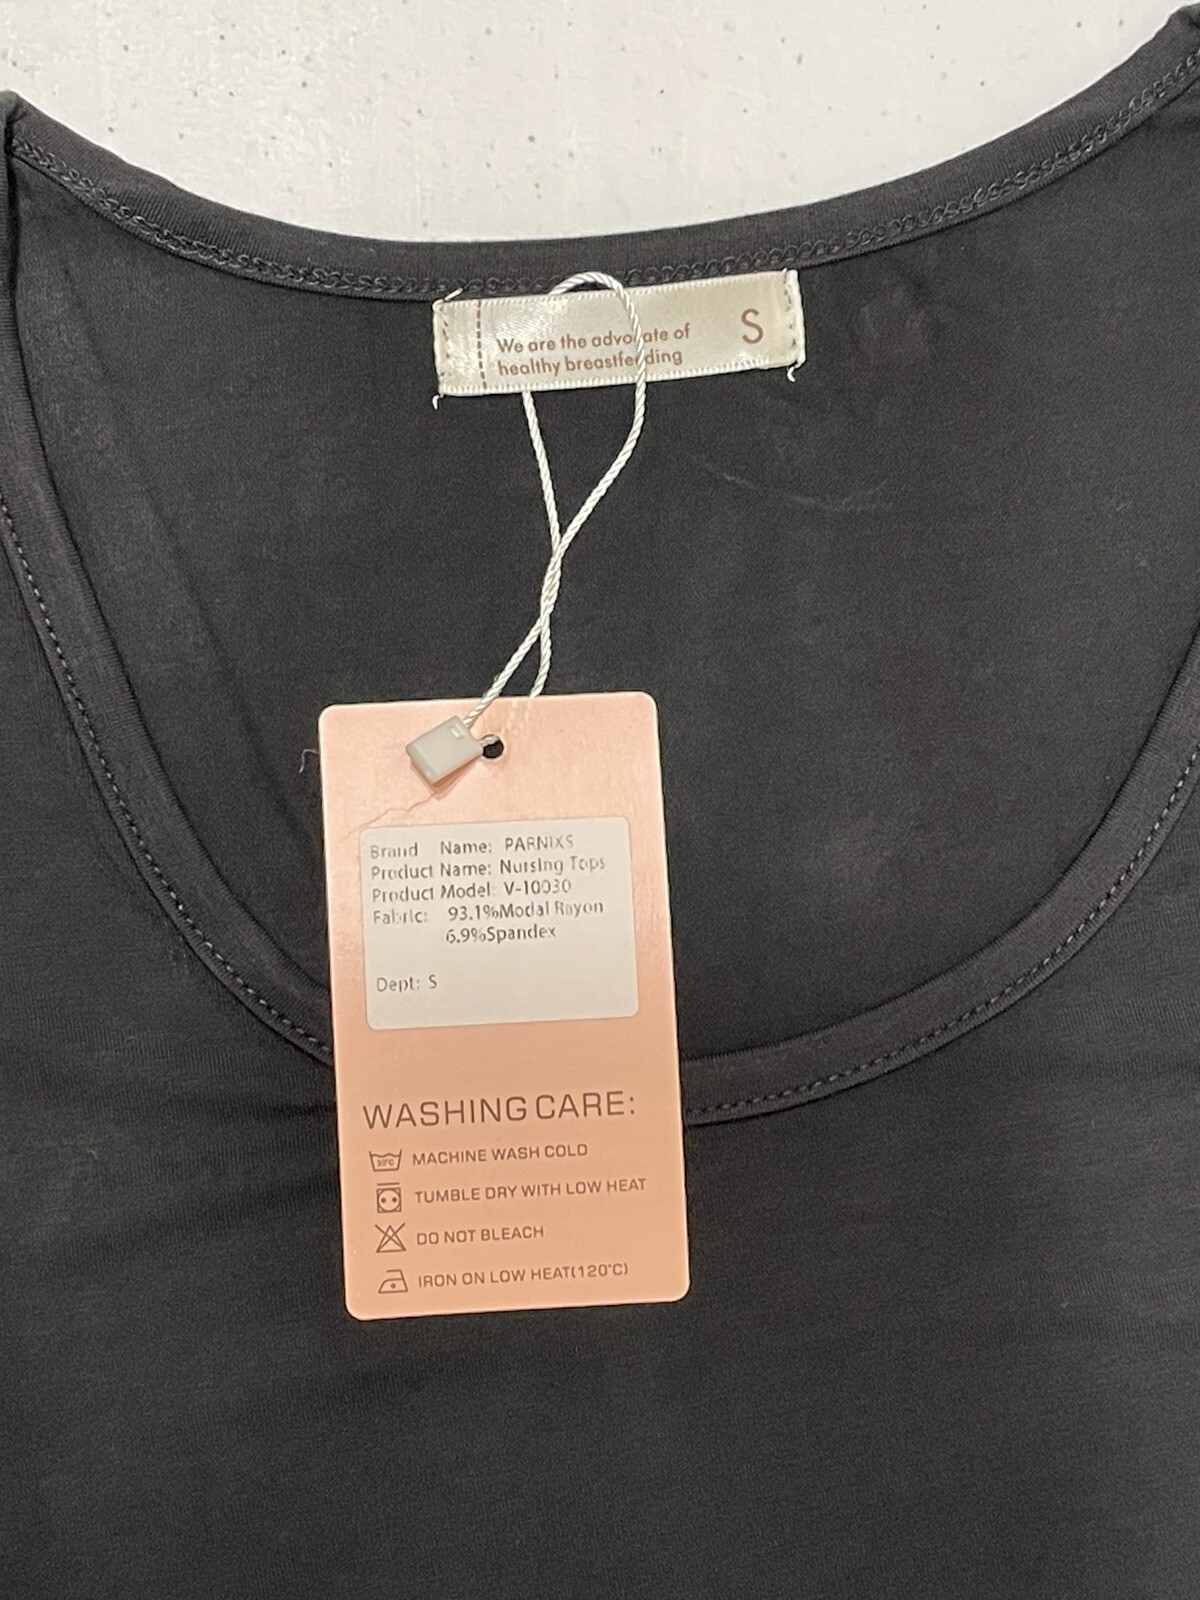 We are the advocate of
healthy breastfeeding
S
Brand Name: PARNIXS
Product Name: Nursing Tops
Product Model: V-10030
Fabric: 93.1%Modal Rayon
6.9%Spandex
Dept: S
WASHING CARE:
30°C MACHINE WASH COLD
TUMBLE DRY WITH LOW HEAT
DO NOT BLEACH
IRON ON LOW HEAT(120°C)